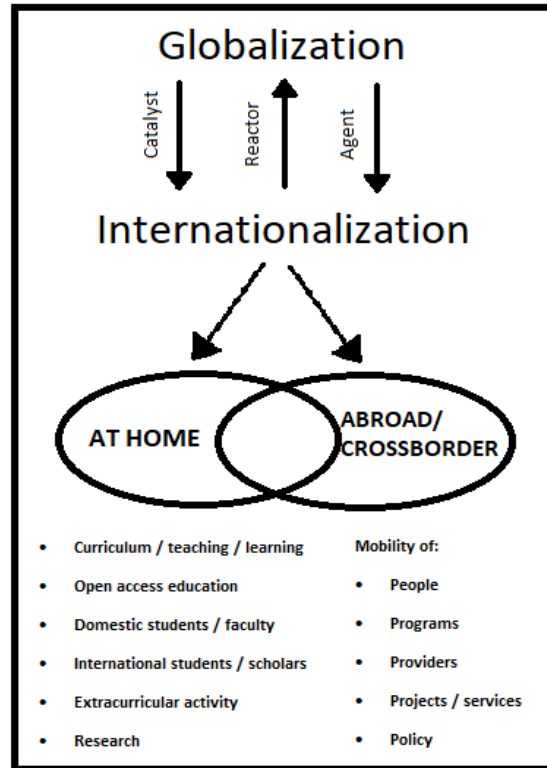 Globalization
Catalyst
Reactor
Agent
Internationalization
AT HOME
ABROAD/
CROSSBORDER
• Curriculum / teaching / learning
• Open access education
• Domestic students / faculty
• International students / scholars
• Extracurricular activity
• Research
Mobility of:
• People
• Programs
• Providers
• Projects / services
• Policy